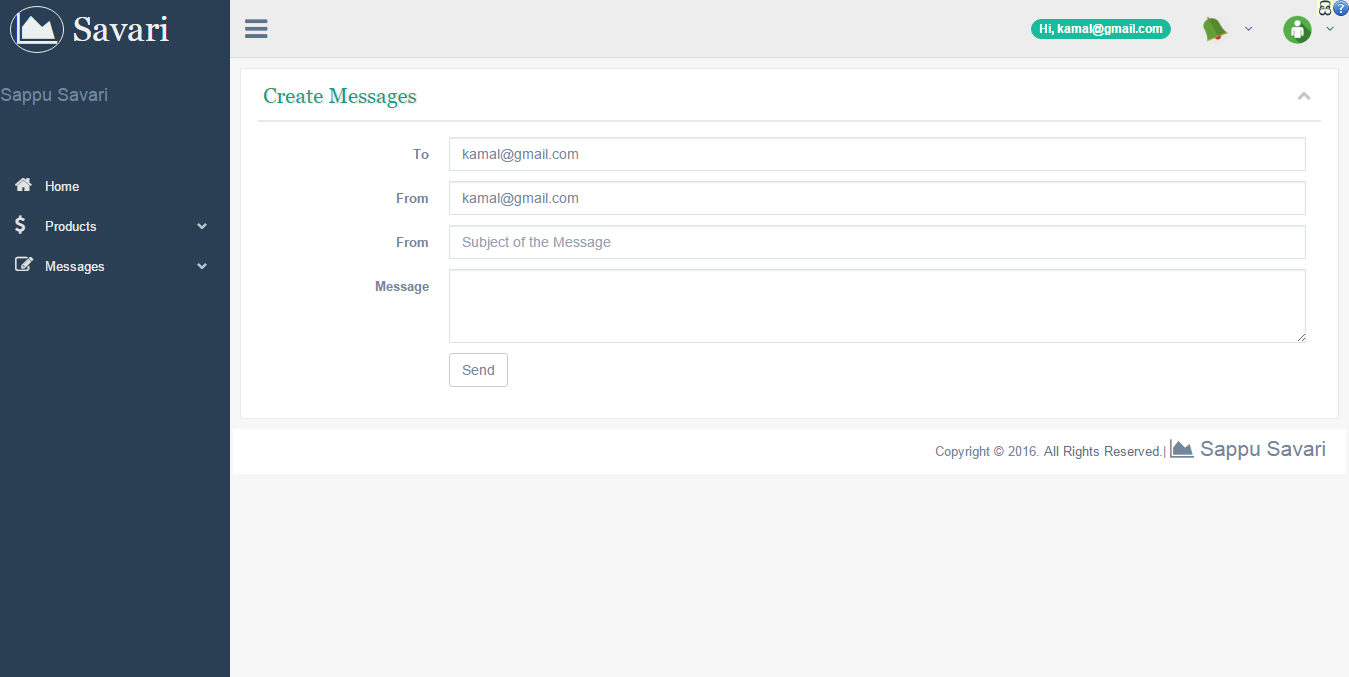 Savari
Hi, kamal@gmail.com
Sappu Savari
Create Messages
To
kamal@gmail.com
From
kamal@gmail.com
From
Subject of the Message
Message
Send
Home
Products
Messages
Copyright © 2016. All Rights Reserved.| Sappu Savari